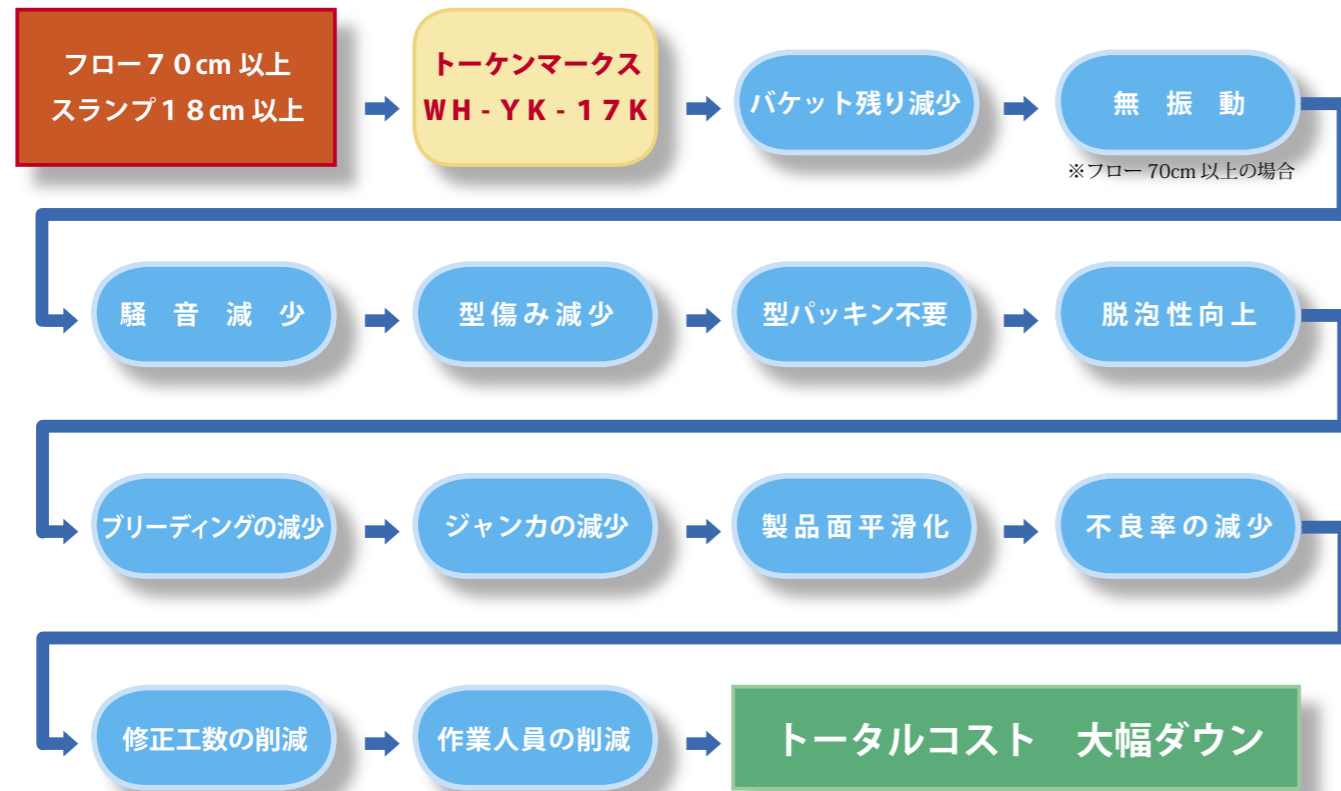 フロー７０cm 以上
スランプ１８cm 以上
トーケンマークス
WH-YK-17K
バケット残り減少
無振動
※フロー 70cm 以上の場合
騒音減少
型傷み減少
型パッキン不要
脱泡性向上
ブリーディングの減少
ジャンカの減少
製品面平滑化
不良率の減少
修正工数の削減
作業人員の削減
トータルコスト　大幅ダウン